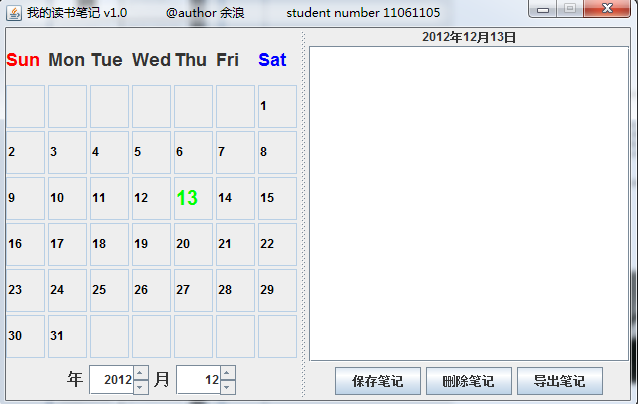 我的读书笔记 v1.0 @author 余浪 student number 11061105
Sun Mon Tue Wed Thu Fri Sat
1
2 3 4 5 6 7 8
9 10 11 12 13 14 15
16 17 18 19 20 21 22
23 24 25 26 27 28 29
30 31
年 2012 月 12
2012年12月13日
保存笔记 删除笔记 导出笔记